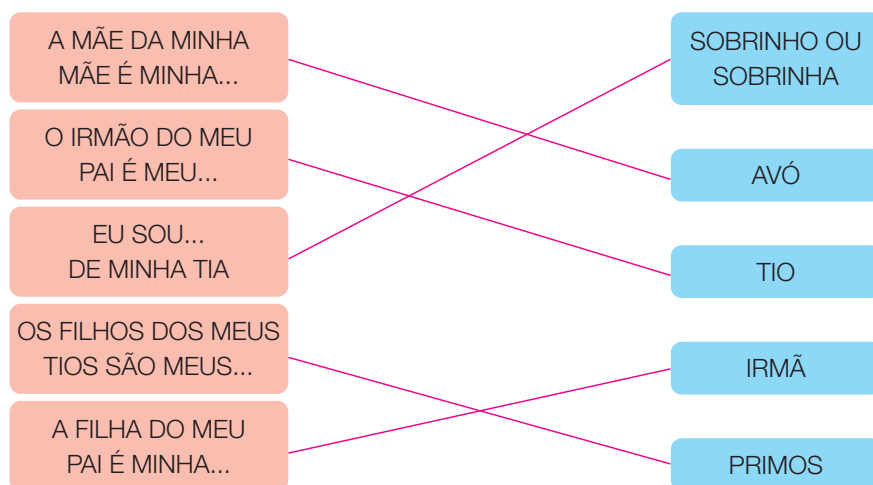 A MÃE DA MINHA
MÃE É MINHA...
O IRMÃO DO MEU
PAI É MEU...
EU SOU...
DE MINHA TIA
OS FILHOS DOS MEUS
TIOS SÃO MEUS...
A FILHA DO MEU
PAI É MINHA...
SOBRINHO OU
SOBRINHA
AVÓ
TIO
IRMÃ
PRIMOS